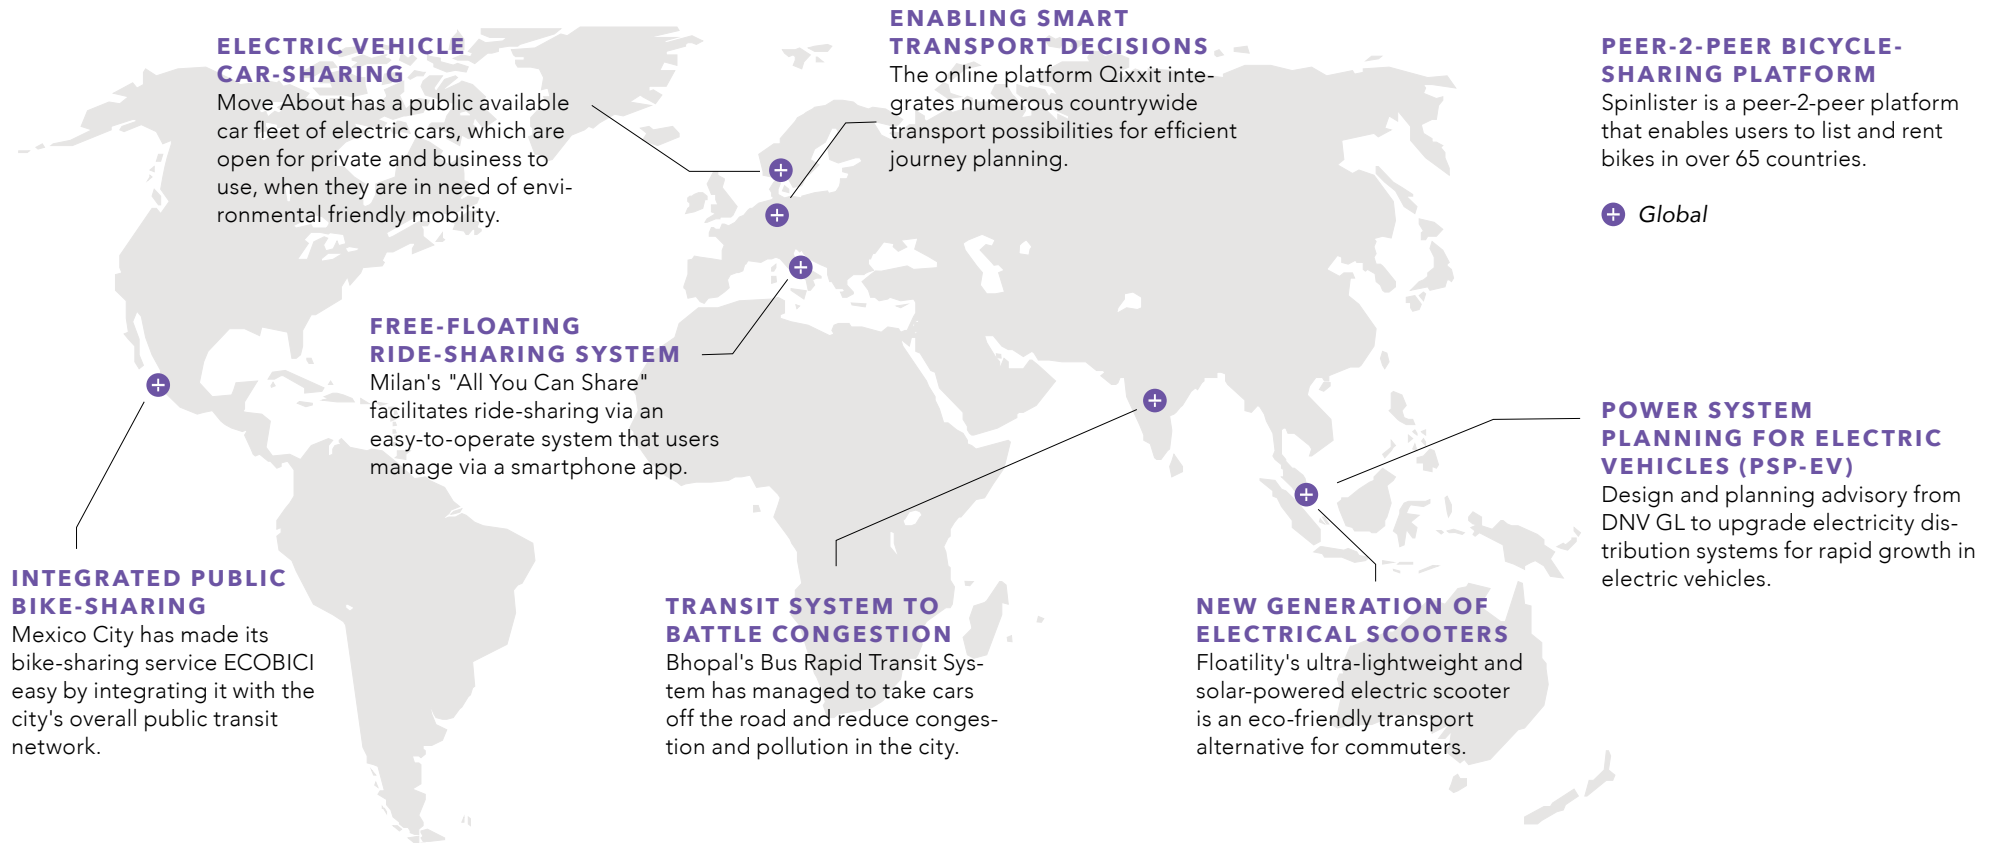 ELECTRIC VEHICLE
CAR-SHARING
Move About has a public available
car fleet of electric cars, which are
open for private and business to
use, when they are in need of envi-
ronmental friendly mobility.
ENABLING SMART
TRANSPORT DECISIONS
The online platform Qixxit inte-
grates numerous countrywide
transport possibilities for efficient
journey planning.
PEER-2-PEER BICYCLE-
SHARING PLATFORM
Spinlister is a peer-2-peer platform
that enables users to list and rent
bikes in over 65 countries.
Global
FREE-FLOATING
RIDE-SHARING SYSTEM
Milan's "All You Can Share"
facilitates ride-sharing via an
easy-to-operate system that users
manage via a smartphone app.
POWER SYSTEM
PLANNING FOR ELECTRIC
VEHICLES (PSP-EV)
Design and planning advisory from
DNV GL to upgrade electricity dis-
tribution systems for rapid growth in
electric vehicles.
INTEGRATED PUBLIC
BIKE-SHARING
Mexico City has made its
bike-sharing service ECOBICI
easy by integrating it with the
city's overall public transit
network.
TRANSIT SYSTEM TO
BATTLE CONGESTION
Bhopal's Bus Rapid Transit Sys-
tem has managed to take cars
off the road and reduce conges-
tion and pollution in the city.
NEW GENERATION OF
ELECTRICAL SCOOTERS
Floatility's ultra-lightweight and
solar-powered electric scooter
is an eco-friendly transport
alternative for commuters.